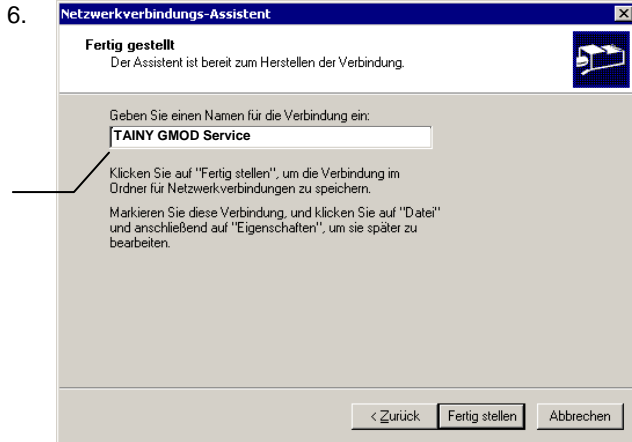 6.
Netzwerkverbindungs-Assistent
Fertig gestellt
Der Assistent ist bereit zum Herstellen der Verbindung.
Geben Sie einen Namen für die Verbindung ein:
TAINY GMOD Service
Klicken Sie auf "Fertig stellen", um die Verbindung im
Ordner für Netzwerkverbindungen zu speichern.
Markieren Sie diese Verbindung, und klicken Sie auf "Datei"
und anschließend auf "Eigenschaften", um sie später zu
bearbeiten.
< Zurück Fertig stellen Abbrechen